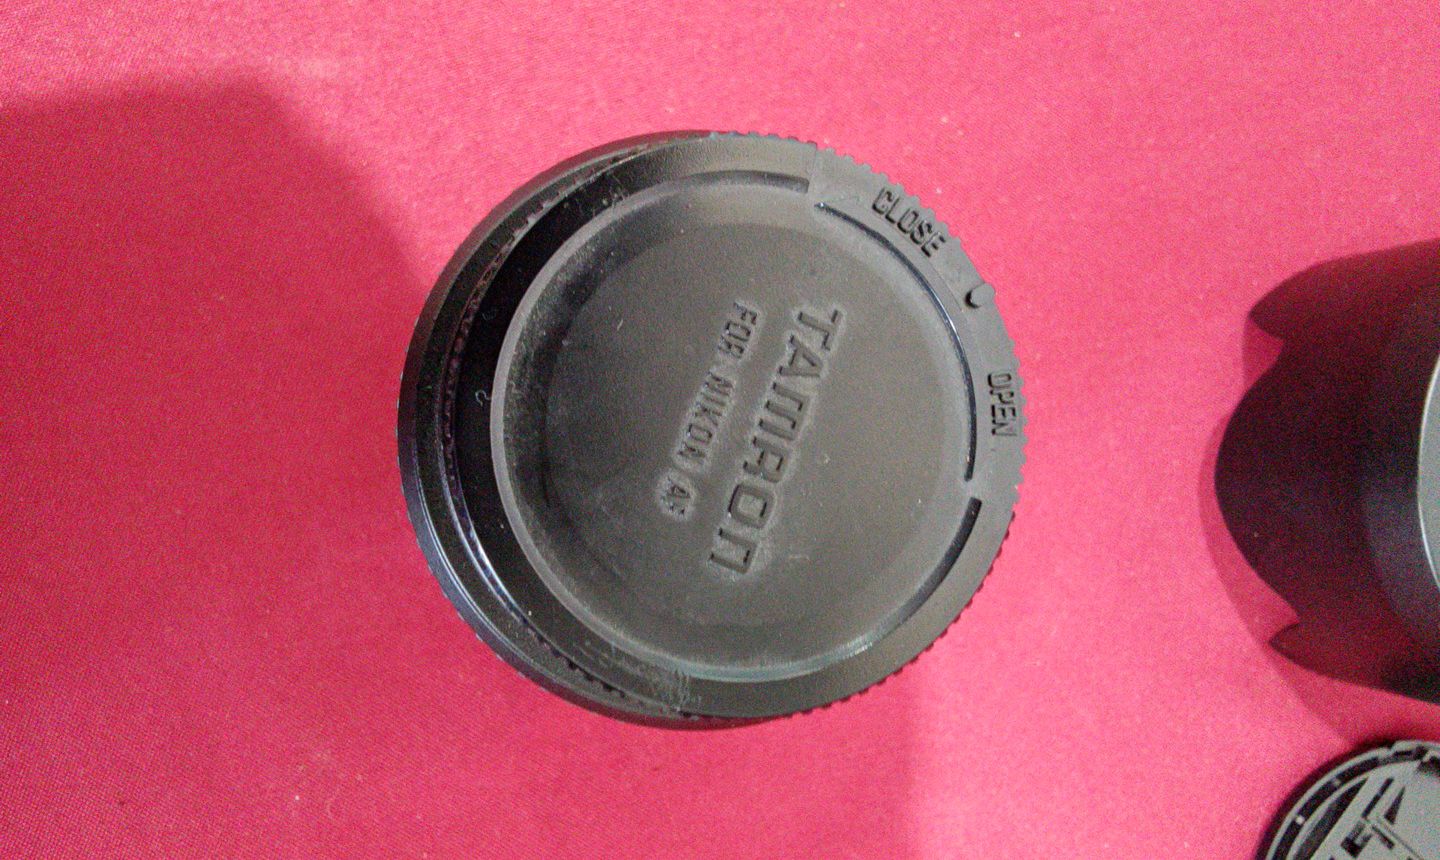 TAMRON
FOR NIKON AF
CLOSE
OPEN